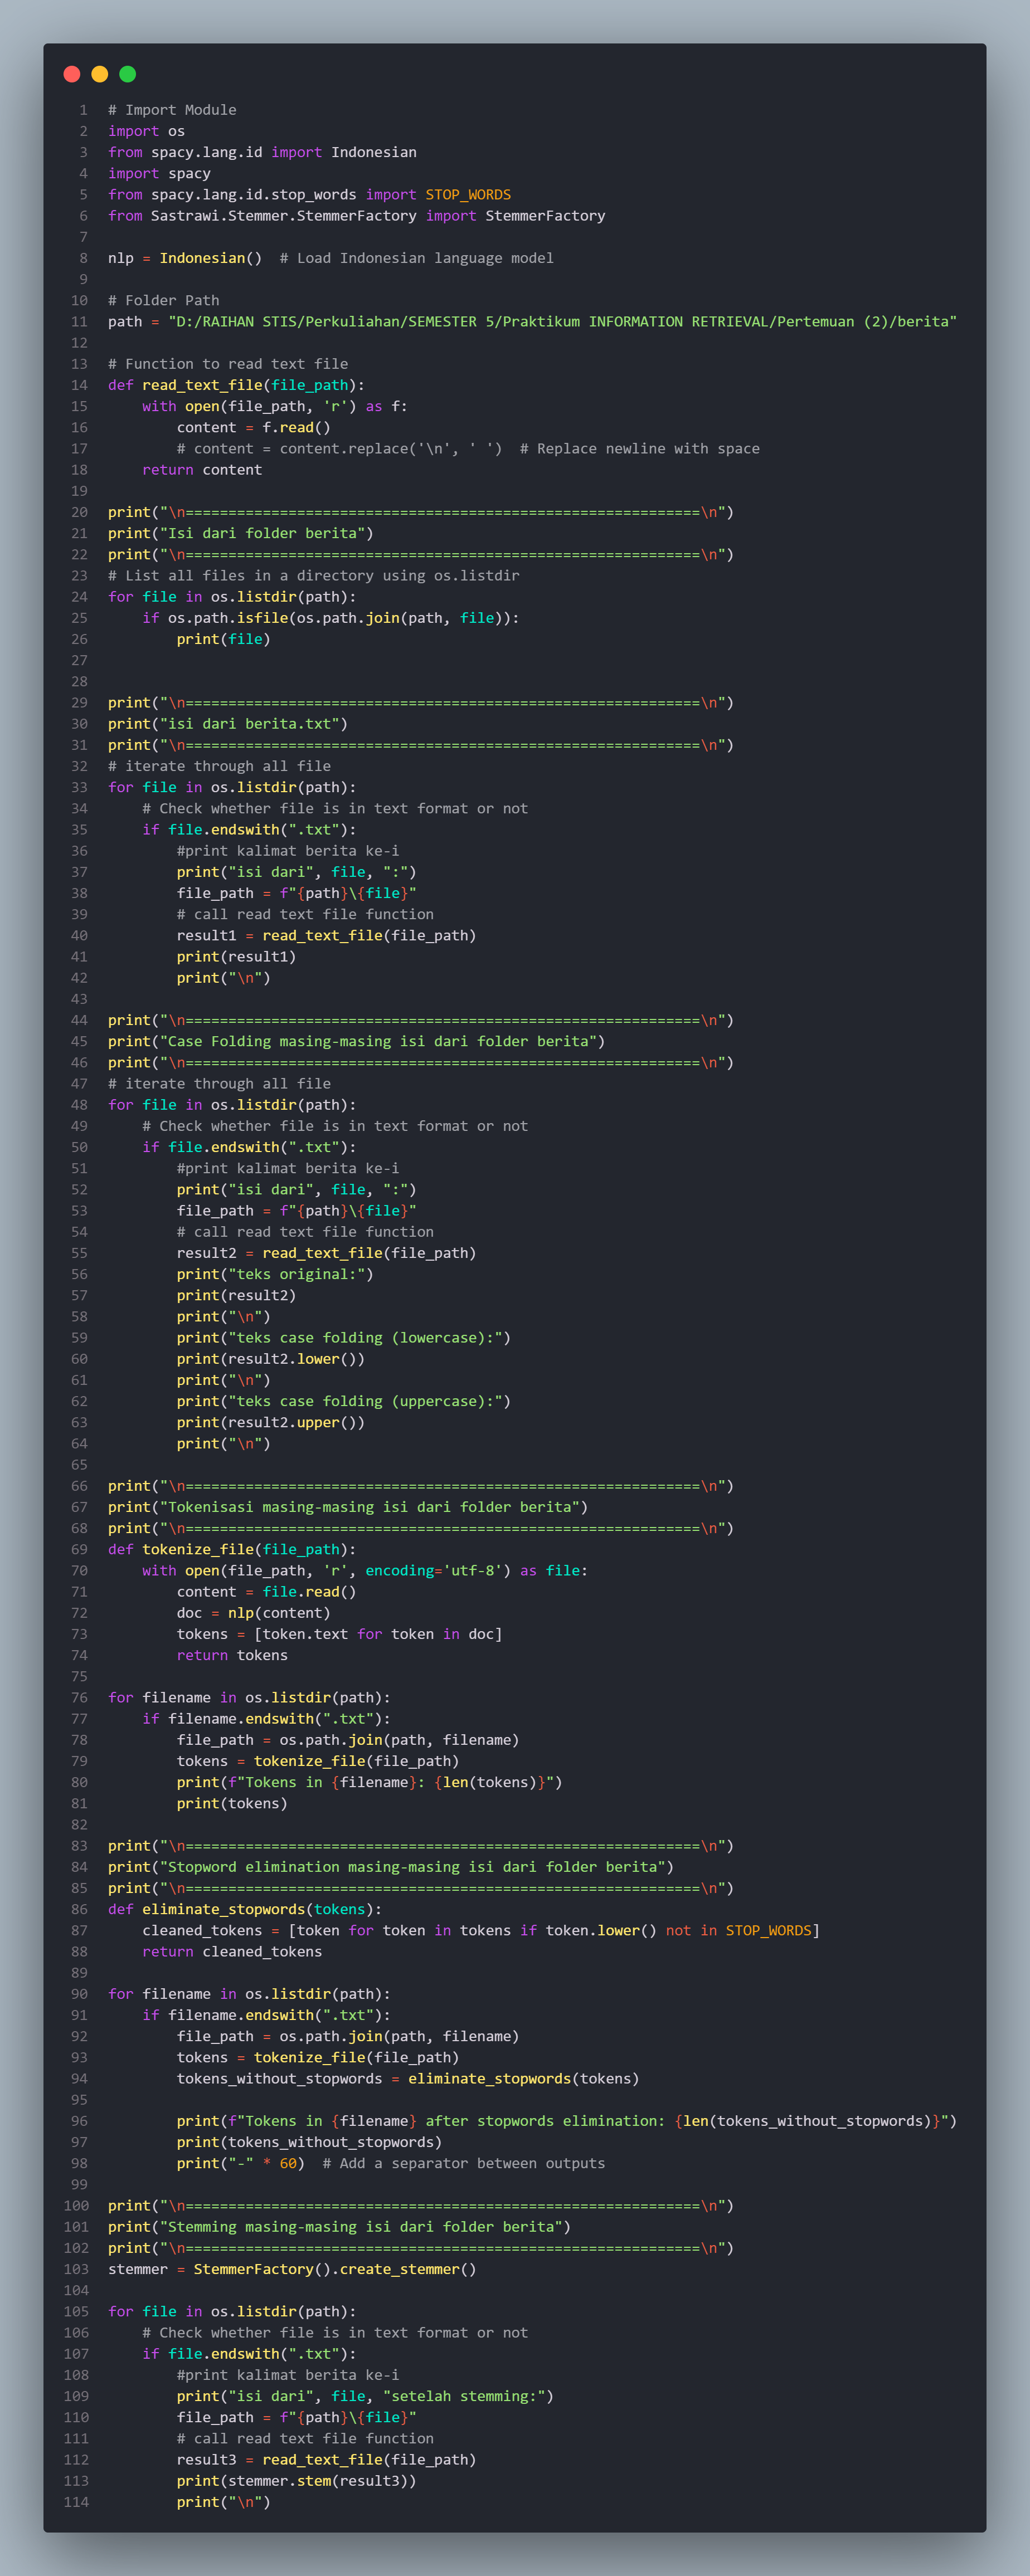 1 # Import Module
2 import os
3 from spacy.lang.id import Indonesian
4 import spacy
5 from spacy.lang.id.stop_words import STOP_WORDS
6 from Sastrawi.Stemmer.StemmerFactory import StemmerFactory
7
8 nlp = Indonesian()  # Load Indonesian language model
9
10 # Folder Path
11 path = "D:/RAIHAN STIS/Perkuliahan/SEMESTER 5/Praktikum INFORMATION RETRIEVAL/Pertemuan (2)/berita"
12
13 # Function to read text file
14 def read_text_file(file_path):
15     with open(file_path, 'r') as f:
16         content = f.read()
17         # content = content.replace('\n', ' ')  # Replace newline with space
18     return content
19
20 print("\n============================================================\n")
21 print("Isi dari folder berita")
22 print("\n============================================================\n")
23 # List all files in a directory using os.listdir
24 for file in os.listdir(path):
25     if os.path.isfile(os.path.join(path, file)):
26         print(file)
27
28
29 print("\n============================================================\n")
30 print("isi dari berita.txt")
31 print("\n============================================================\n")
32 # iterate through all file
33 for file in os.listdir(path):
34     # Check whether file is in text format or not
35     if file.endswith(".txt"):
36         #print kalimat berita ke-i
37         print("isi dari", file, ":")
38         file_path = f"{path}\{file}"
39         # call read text file function
40         result1 = read_text_file(file_path)
41         print(result1)
42         print("\n")
43
44 print("\n============================================================\n")
45 print("Case Folding masing-masing isi dari folder berita")
46 print("\n============================================================\n")
47 # iterate through all file
48 for file in os.listdir(path):
49     # Check whether file is in text format or not
50     if file.endswith(".txt"):
51         #print kalimat berita ke-i
52         print("isi dari", file, ":")
53         file_path = f"{path}\{file}"
54         # call read text file function
55         result2 = read_text_file(file_path)
56         print("teks original:")
57         print(result2)
58         print("\n")
59         print("teks case folding (lowercase):")
60         print(result2.lower())
61         print("\n")
62         print("teks case folding (uppercase):")
63         print(result2.upper())
64         print("\n")
65
66 print("\n============================================================\n")
67 print("Tokenisasi masing-masing isi dari folder berita")
68 print("\n============================================================\n")
69 def tokenize_file(file_path):
70     with open(file_path, 'r', encoding='utf-8') as file:
71         content = file.read()
72         doc = nlp(content)
73         tokens = [token.text for token in doc]
74         return tokens
75
76 for filename in os.listdir(path):
77     if filename.endswith(".txt"):
78         file_path = os.path.join(path, filename)
79         tokens = tokenize_file(file_path)
80         print(f"Tokens in {filename}: {len(tokens)}")
81         print(tokens)
82
83 print("\n============================================================\n")
84 print("Stopword elimination masing-masing isi dari folder berita")
85 print("\n============================================================\n")
86 def eliminate_stopwords(tokens):
87     cleaned_tokens = [token for token in tokens if token.lower() not in STOP_WORDS]
88     return cleaned_tokens
89
90 for filename in os.listdir(path):
91     if filename.endswith(".txt"):
92         file_path = os.path.join(path, filename)
93         tokens = tokenize_file(file_path)
94         tokens_without_stopwords = eliminate_stopwords(tokens)
95
96         print(f"Tokens in {filename} after stopwords elimination: {len(tokens_without_stopwords)}")
97         print(tokens_without_stopwords)
98         print("-" * 60)  # Add a separator between outputs
99
100 print("\n============================================================\n")
101 print("Stemming masing-masing isi dari folder berita")
102 print("\n============================================================\n")
103 stemmer = StemmerFactory().create_stemmer()
104
105 for file in os.listdir(path):
106     # Check whether file is in text format or not
107     if file.endswith(".txt"):
108         #print kalimat berita ke-i
109         print("isi dari", file, "setelah stemming:")
110         file_path = f"{path}\{file}"
111         # call read text file function
112         result3 = read_text_file(file_path)
113         print(stemmer.stem(result3))
114         print("\n")